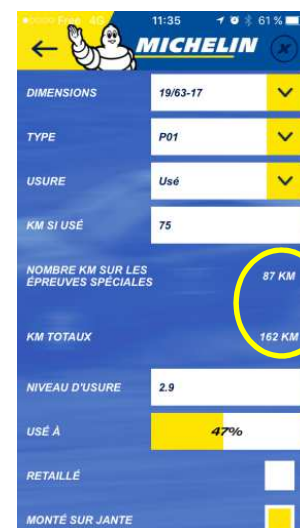 Free 4G 11:35 61 %
MICHELIN
DIMENSIONS 19/63-17
TYPE P01
USURE Usé
KM SI USÉ 75
NOMBRE KM SUR LES
ÉPREUVES SPÉCIALES 87 KM
KM TOTAUX 162 KM
NIVEAU D'USURE 2.9
USÉ À 47%
RETAILLÉ
MONTÉ SUR JANTE